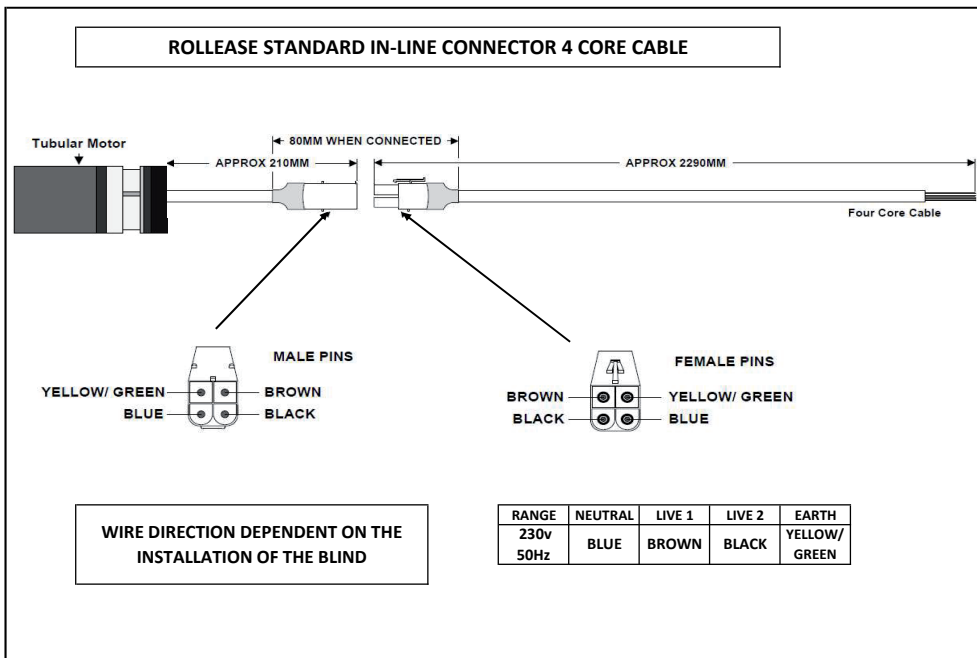 ROLLEASE STANDARD IN-LINE CONNECTOR 4 CORE CABLE
Tubular Motor
80MM WHEN CONNECTED
APPROX 210MM
APPROX 2290MM
Four Core Cable
MALE PINS
YELLOW/ GREEN
BROWN
BLUE
BLACK
FEMALE PINS
BROWN
YELLOW/ GREEN
BLACK
BLUE
WIRE DIRECTION DEPENDENT ON THE
INSTALLATION OF THE BLIND
RANGE NEUTRAL LIVE 1 LIVE 2 EARTH
230v
50Hz
BLUE
BROWN
BLACK
YELLOW/
GREEN